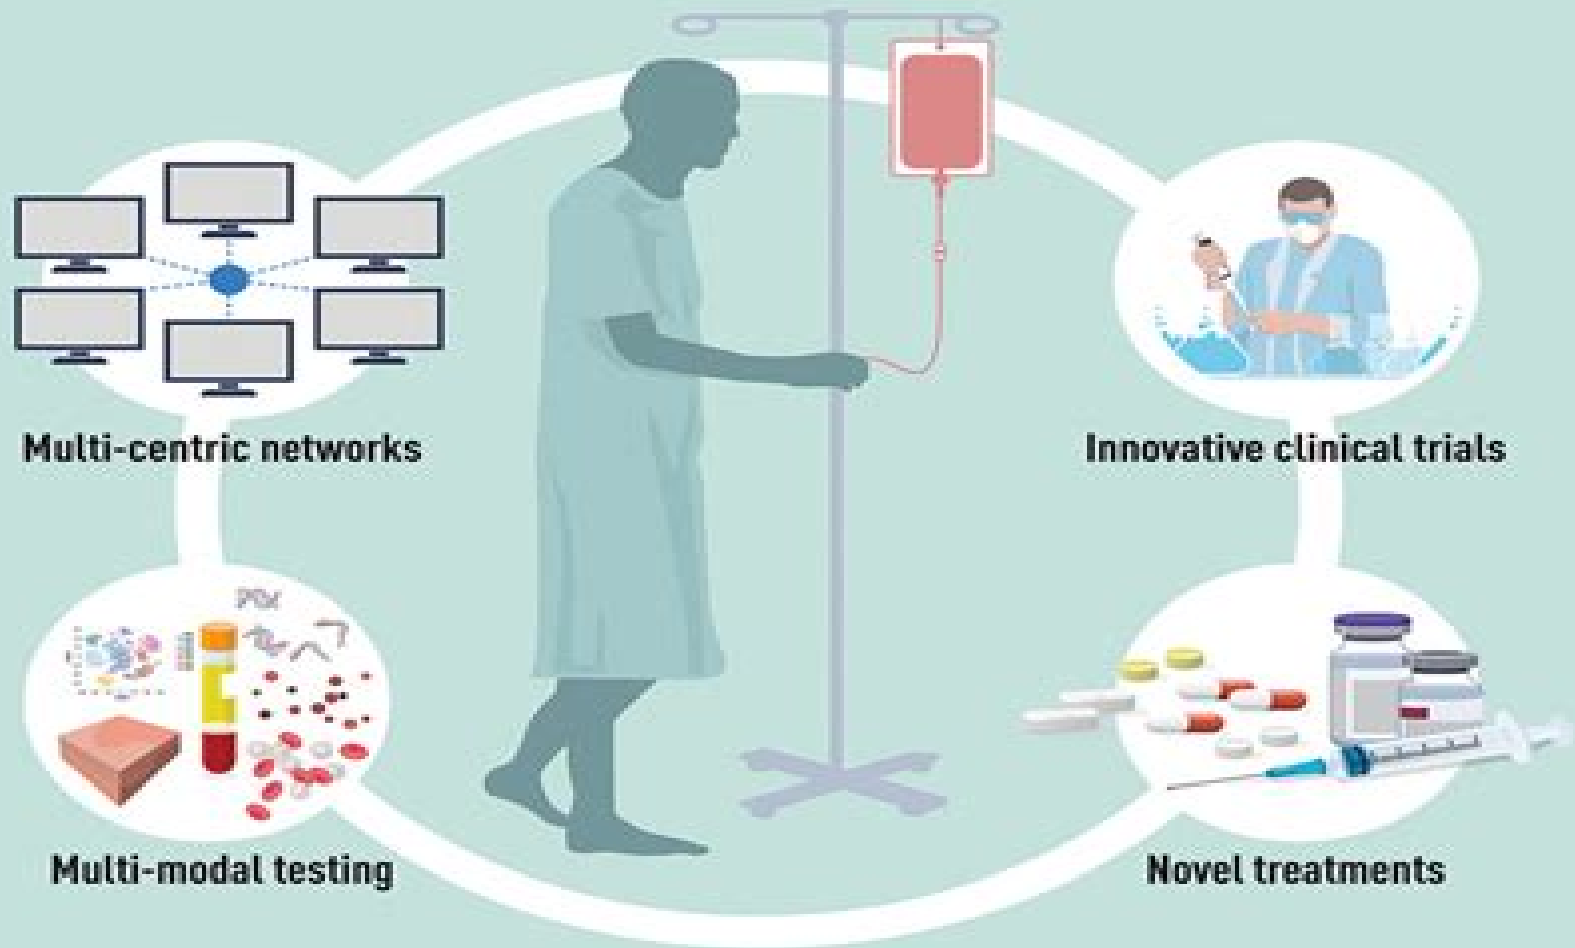 Multi-centric networks
Innovative clinical trials
Multi-modal testing
Novel treatments